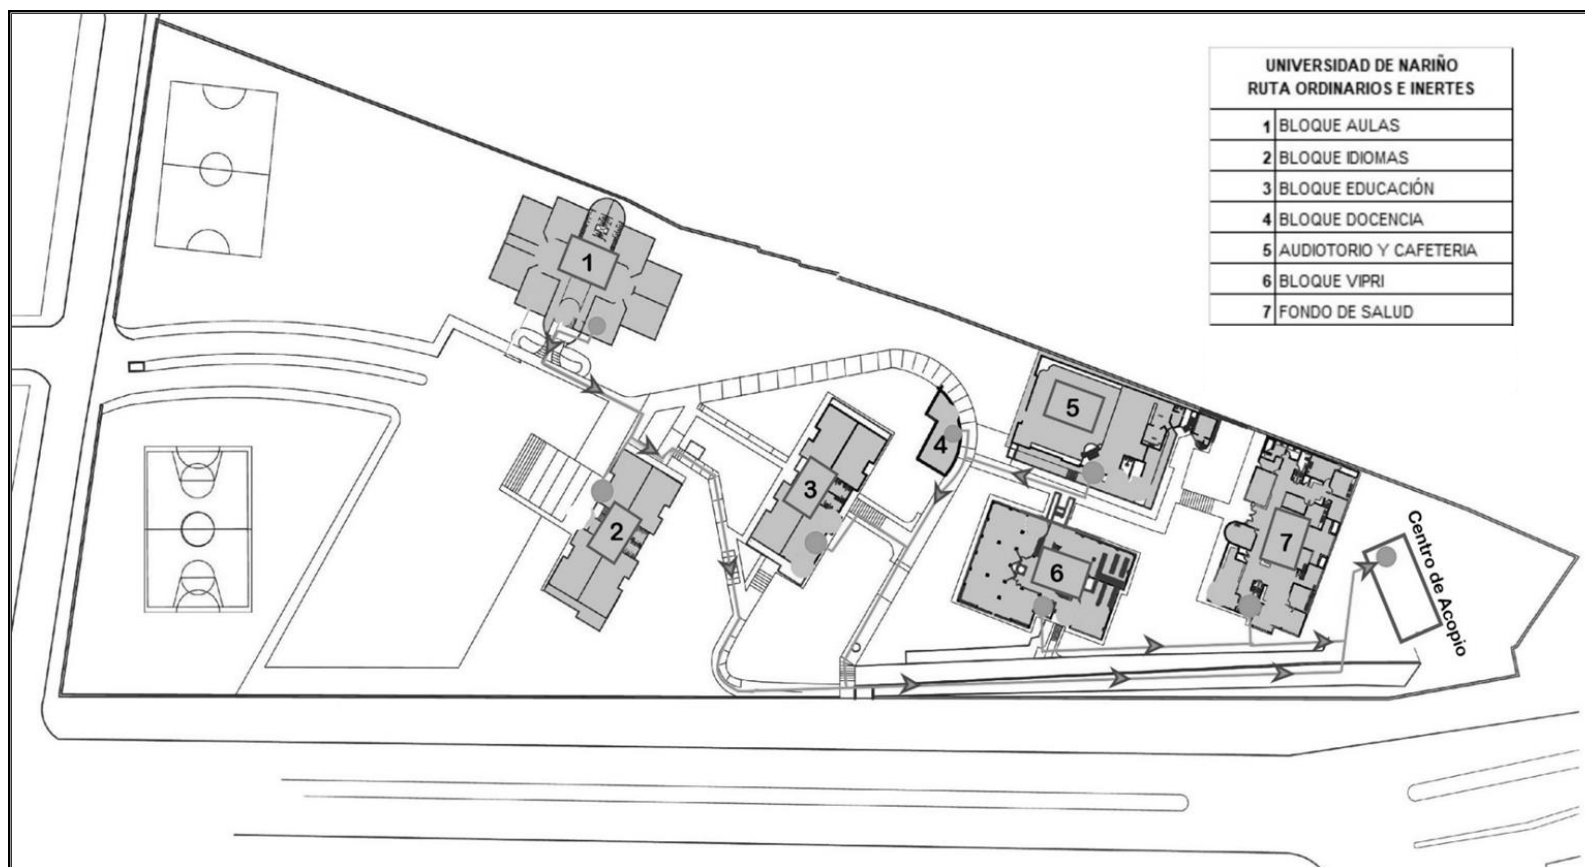 UNIVERSIDAD DE NARIÑO
RUTA ORDINARIOS E INERTES
1 BLOQUE AULAS
2 BLOQUE IDIOMAS
3 BLOQUE EDUCACIÓN
4 BLOQUE DOCENCIA
5 AUDIOTORIO Y CAFETERIA
6 BLOQUE VIPRI
7 FONDO DE SALUD
1
5
4
3
2
6
7
Centro de Acopio